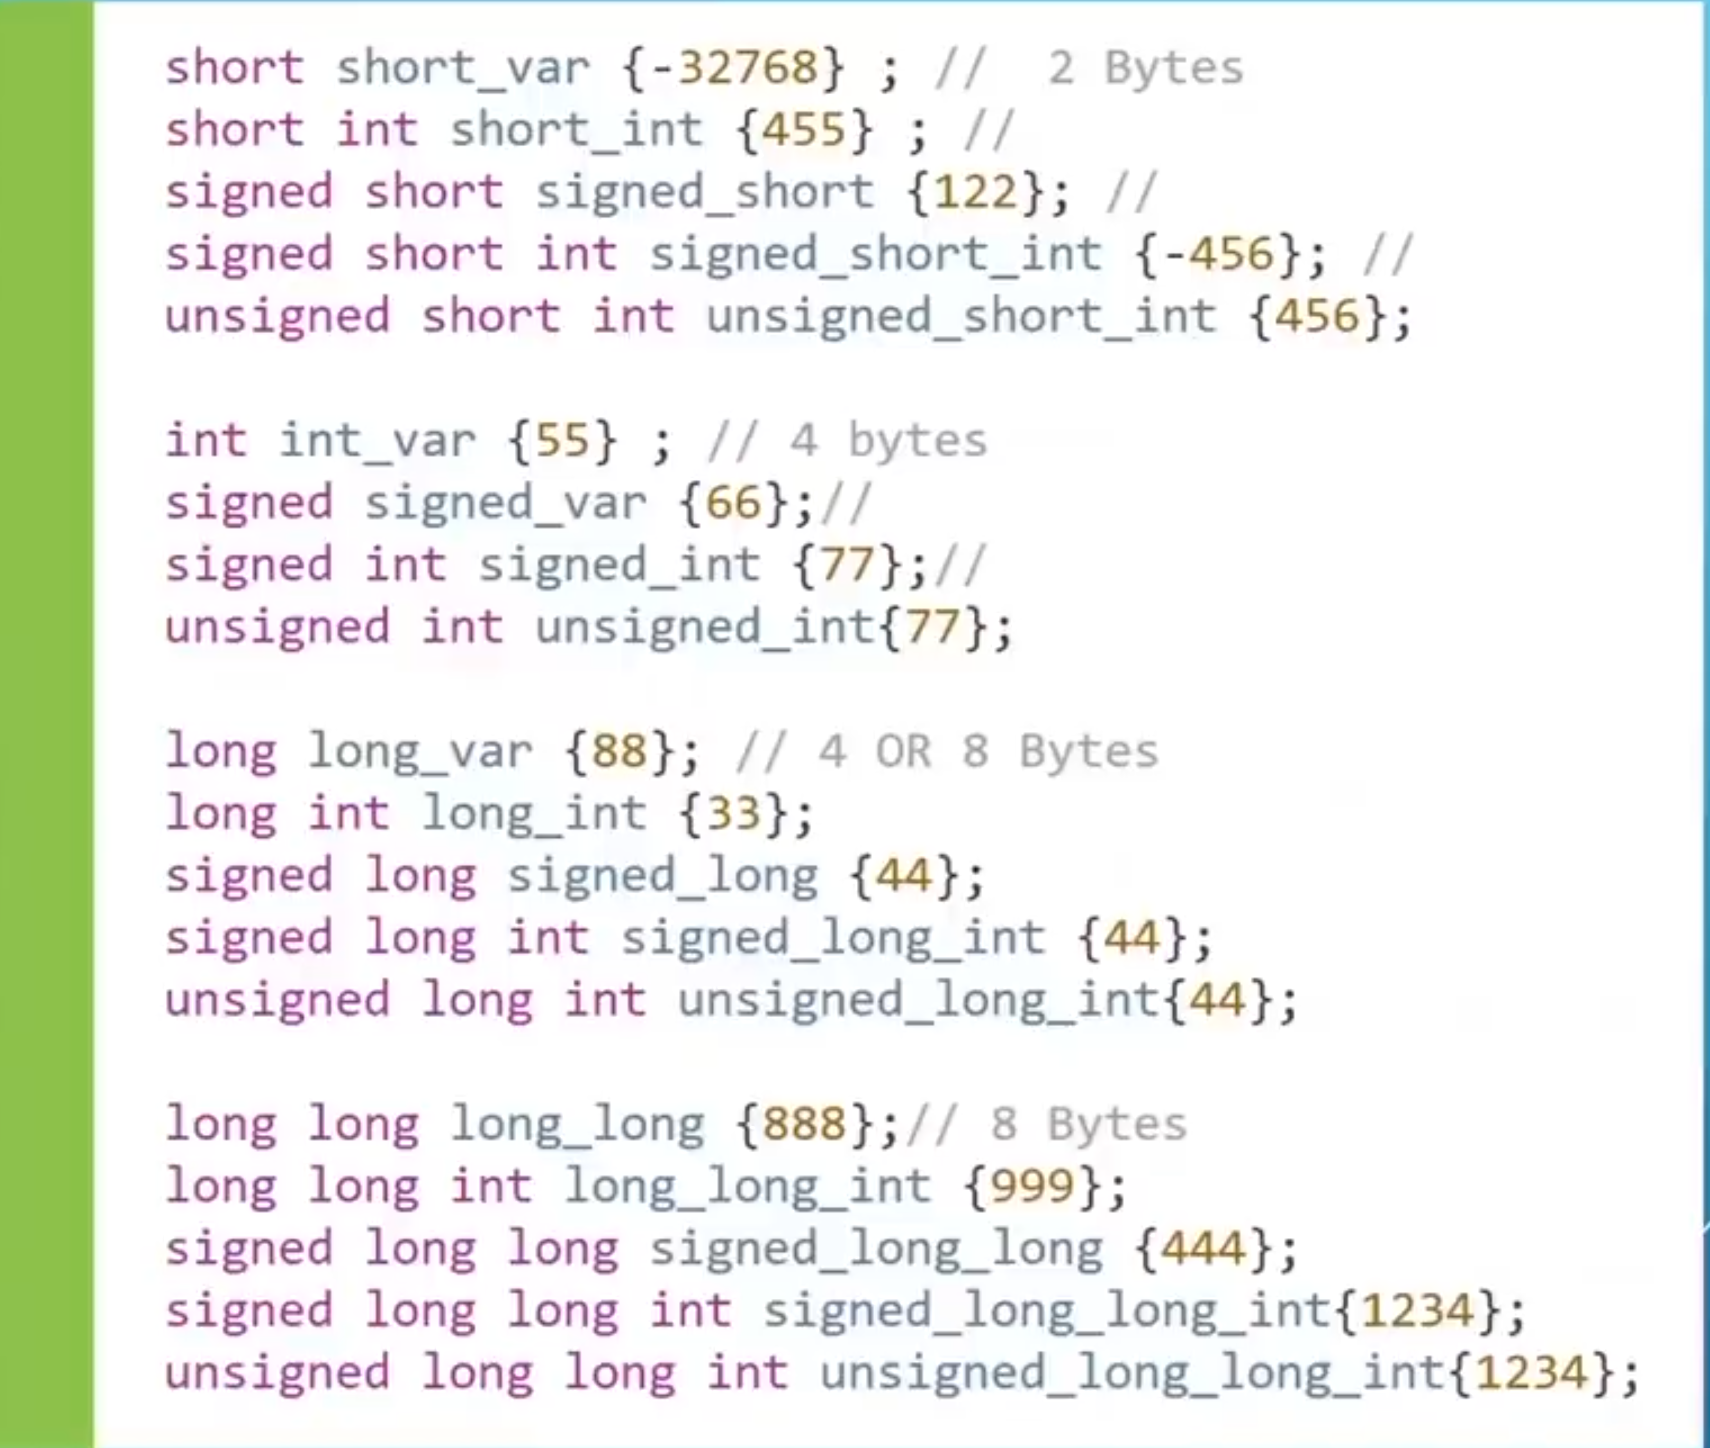 short short_var {-32768} ; //  2 Bytes
short int short_int {455} ; //
signed short signed_short {122}; //
signed short int signed_short_int {-456}; //
unsigned short int unsigned_short_int {456};
int int_var {55} ; // 4 bytes
signed signed_var {66};//
signed int signed_int {77};//
unsigned int unsigned_int{77};
long long_var {88}; // 4 OR 8 Bytes
long int long_int {33};
signed long signed_long {44};
signed long int signed_long_int {44};
unsigned long int unsigned_long_int{44};
long long long_long {888};// 8 Bytes
long long int long_long_int {999};
signed long long signed_long_long {444};
signed long long int signed_long_long_int{1234};
unsigned long long int unsigned_long_long_int{1234};